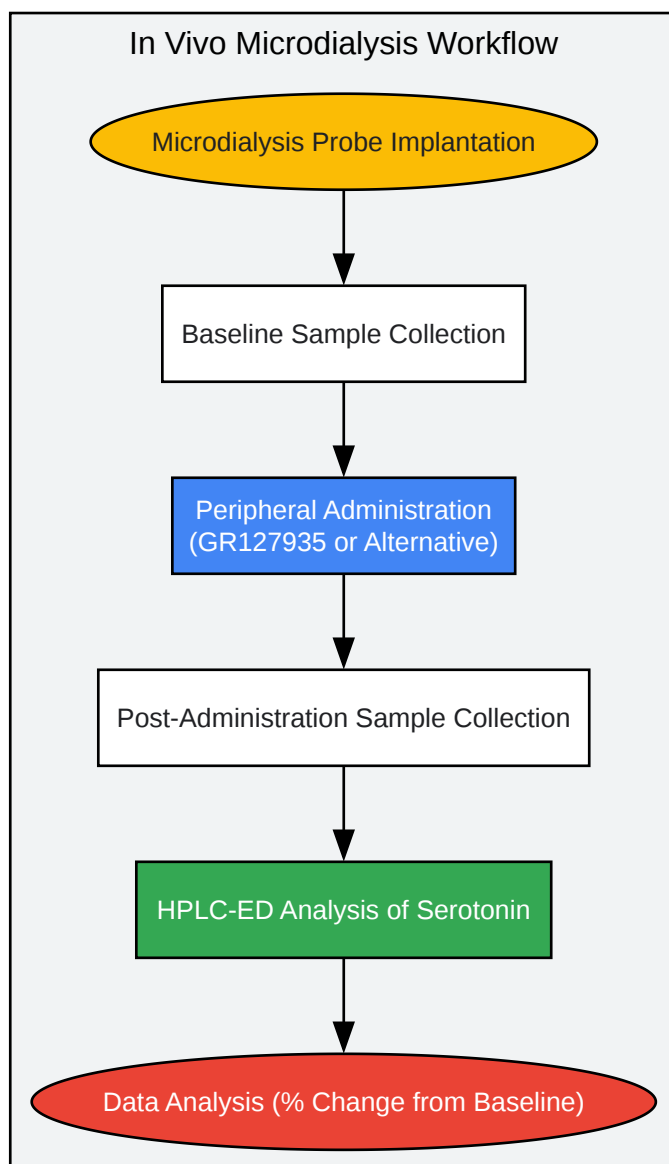 In Vivo Microdialysis Workflow
Microdialysis Probe Implantation
Baseline Sample Collection
Peripheral Administration
(GR127935 or Alternative)
Post-Administration Sample Collection
HPLC-ED Analysis of Serotonin
Data Analysis (% Change from Baseline)